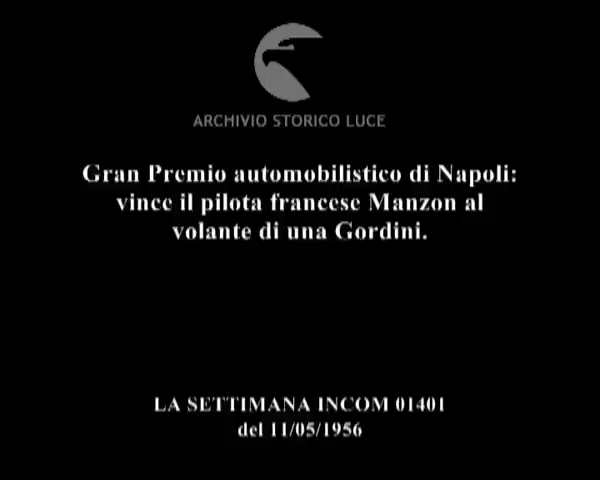 ARCHIVIO STORICO LUCE
Gran Premio automobilistico di Napoli:
vince il pilota francese Manzon al
volante di una Gordini.
LA SETTIMANA INCOM 01401
del 11/05/1956